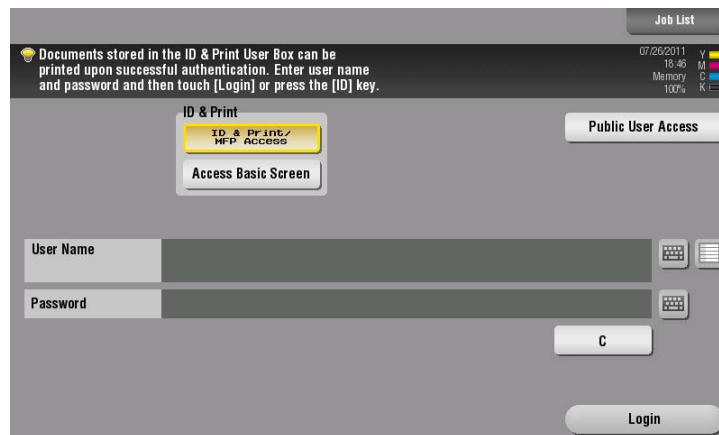 Job List
Documents stored in the ID & Print User Box can be
printed upon successful authentication. Enter user name
and password and then touch [Login] or press the [ID] key.
07/26/2011
18:46
Memory
100%
Y
M
C
K
ID & Print
ID & Print/
MFP Access
Access Basic Screen
Public User Access
User Name
Password
C
Login